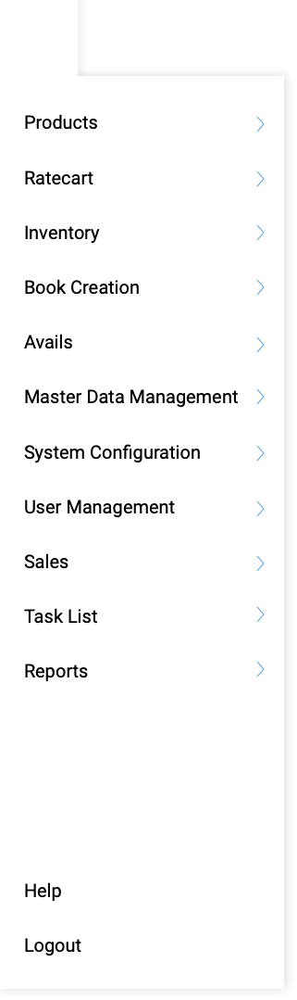 Products
Ratecart
Inventory
Book Creation
Avails
Master Data Management
System Configuration
User Management
Sales
Task List
Reports
Help
Logout